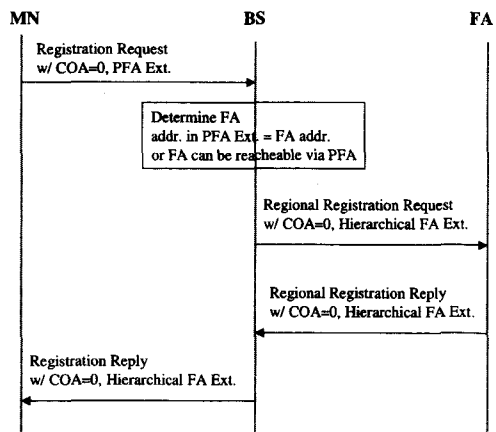 MN BS FA
Registration Request
w/ COA=0, PFA Ext.
Determine FA
addr. in PFA Ext. = FA addr.
or FA can be reacheable via PFA
Regional Registration Request
w/ COA=0, Hierarchical FA Ext.
Regional Registration Reply
w/ COA=0, Hierarchical FA Ext.
Registration Reply
w/ COA=0, Hierarchical FA Ext.